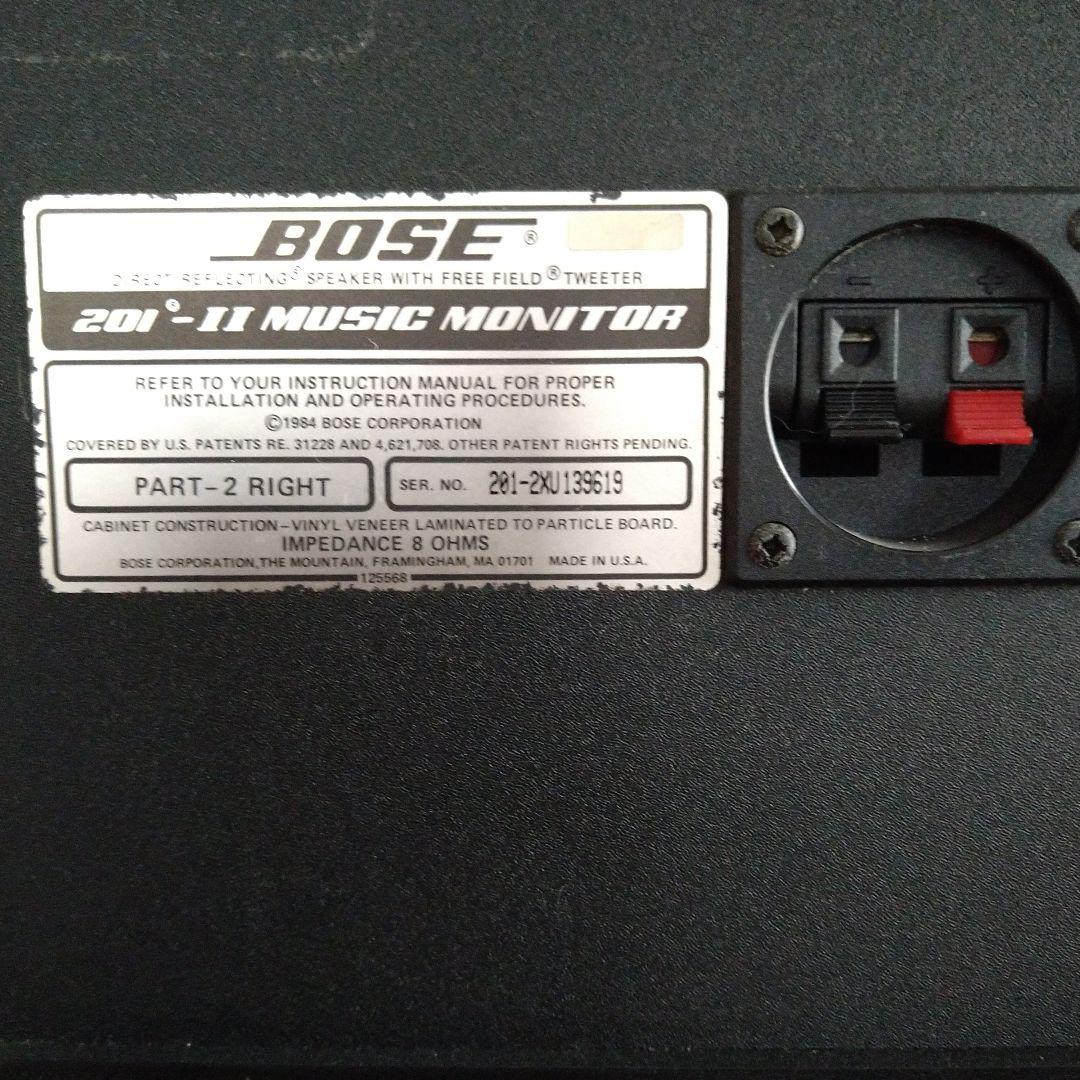 BOSE®
DIRECT REFLECTING® SPEAKER WITH FREE FIELD® TWEETER
201®-II MUSIC MONITOR
REFER TO YOUR INSTRUCTION MANUAL FOR PROPER
INSTALLATION AND OPERATING PROCEDURES.
©1984 BOSE CORPORATION
COVERED BY U.S. PATENTS RE. 31228 AND 4,621,708. OTHER PATENT RIGHTS PENDING.
PART-2 RIGHT
SER. NO. 201-2XU139619
CABINET CONSTRUCTION-VINYL VENEER LAMINATED TO PARTICLE BOARD.
IMPEDANCE 8 OHMS
BOSE CORPORATION, THE MOUNTAIN, FRAMINGHAM, MA 01701 MADE IN U.S.A.
125568
- +